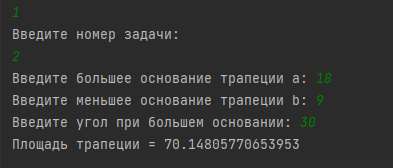 1
Введите номер задачи:
2
Введите большее основание трапеции a: 18
Введите меньшее основание трапеции b: 9
Введите угол при большем основании: 30
Площадь трапеции = 70.14805770653953